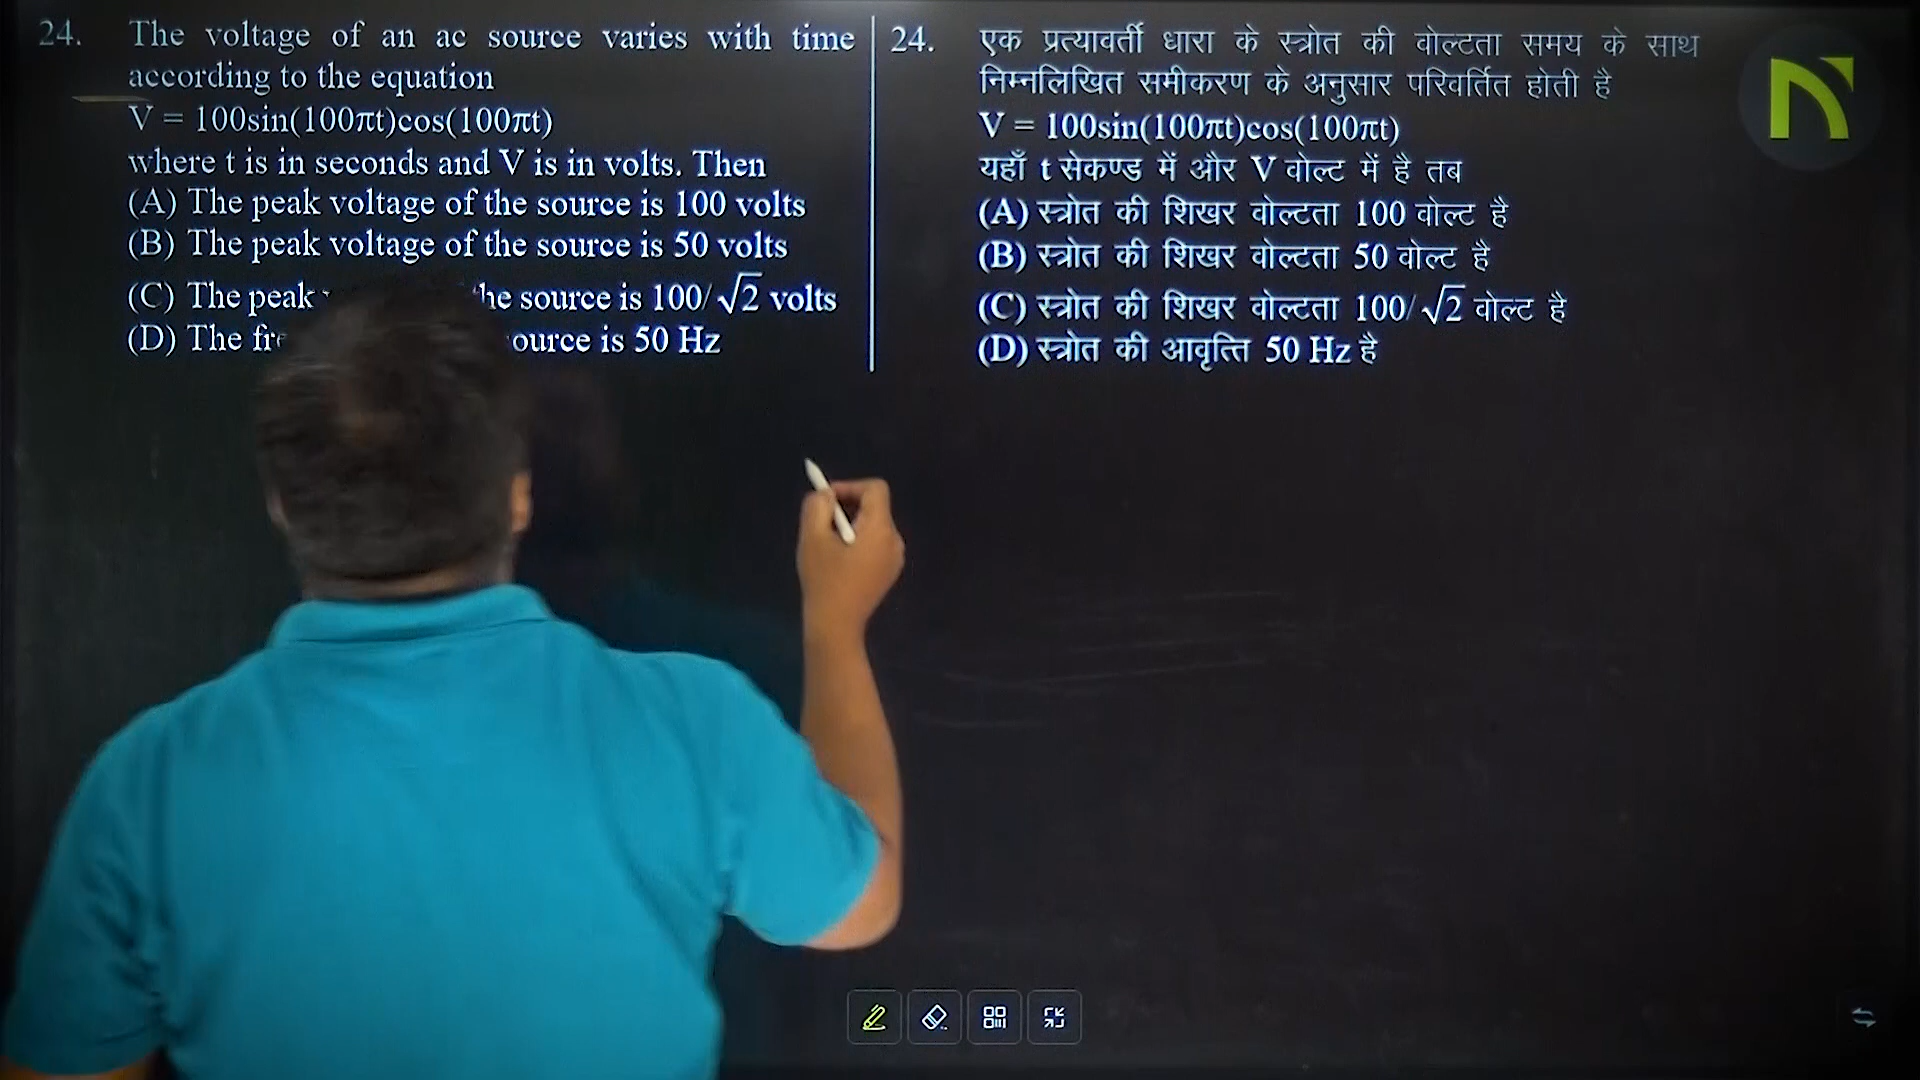 24. The voltage of an ac source varies with time
according to the equation
V = 100sin(100πt)cos(100πt)
where t is in seconds and V is in volts. Then
(A) The peak voltage of the source is 100 volts
(B) The peak voltage of the source is 50 volts
(C) The peak the source is 100/√2 volts
(D) The source is 50 Hz
24. एक प्रत्यावर्ती धारा के स्त्रोत की वोल्टता समय के साथ
निम्नलिखित समीकरण के अनुसार परिवर्तित होती है
V = 100sin(100πt)cos(100πt)
यहाँ t सेकण्ड में और V वोल्ट में है तब
(A) स्त्रोत की शिखर वोल्टता 100 वोल्ट है
(B) स्त्रोत की शिखर वोल्टता 50 वोल्ट है
(C) स्त्रोत की शिखर वोल्टता 100/√2 वोल्ट है
(D) स्त्रोत की आवृत्ति 50 Hz है